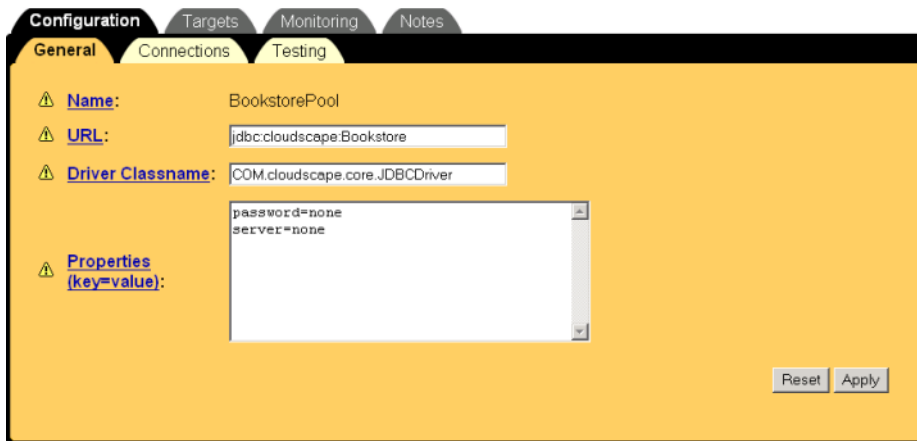 Configuration Targets Monitoring Notes
General Connections Testing
Name: BookstorePool
URL: jdbc:cloudscape:Bookstore
Driver Classname: COM.cloudscape.core.JDBCDriver
password=none
server=none
Properties
(key=value):
Reset Apply